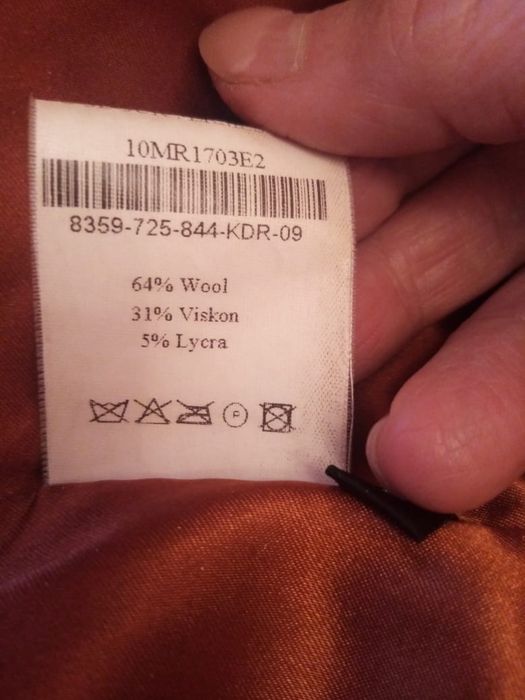 10MR1703E2
8359-725-844-KDR-09
64% Wool
31% Viskon
5% Lycra
P